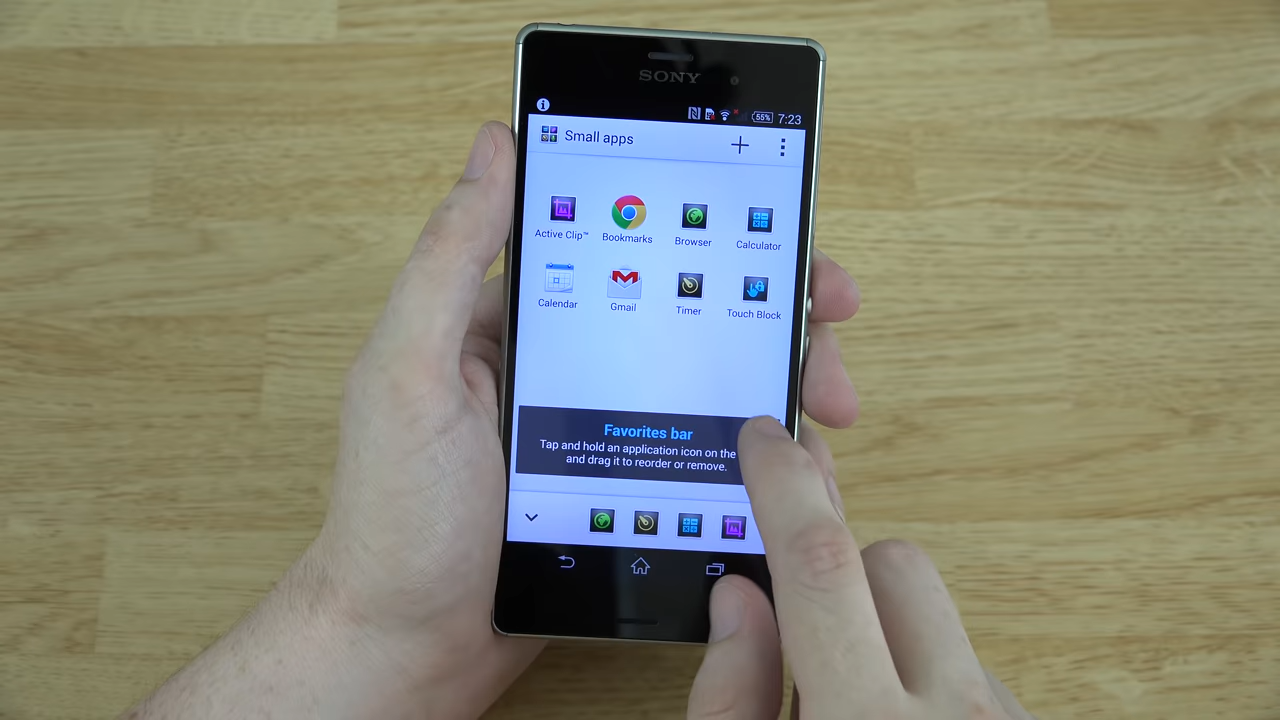 SONY
55%
7:23
Small apps
Active Clip™
Bookmarks
Browser
Calculator
Calendar
Gmail
Timer
Touch Block
Favorites bar
Tap and hold an application icon on the
and drag it to reorder or remove.